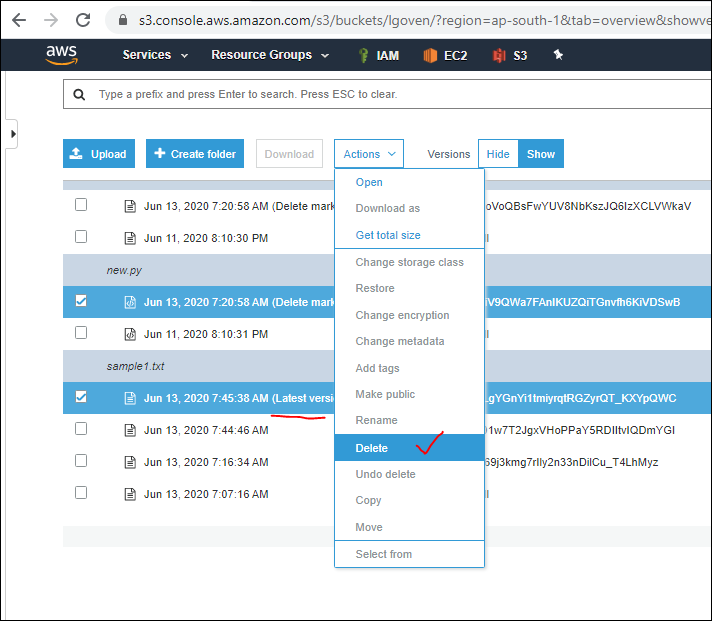 s3.console.aws.amazon.com/s3/buckets/lgoven/?region=ap-south-1&tab=overview&showve
aws Services Resource Groups IAM EC2 S3
Type a prefix and press Enter to search. Press ESC to clear.
Upload Create folder Download Actions Versions Hide Show
Open
Download as
Get total size
Change storage class
Restore
Change encryption
Change metadata
Add tags
Make public
Rename
Delete
Undo delete
Copy
Move
Select from
Jun 13, 2020 7:20:58 AM (Delete mark
Jun 11, 2020 8:10:30 PM
new.py
Jun 13, 2020 7:20:58 AM (Delete mark
Jun 11, 2020 8:10:31 PM
sample1.txt
Jun 13, 2020 7:45:38 AM (Latest versi
Jun 13, 2020 7:44:46 AM
Jun 13, 2020 7:16:34 AM
Jun 13, 2020 7:07:16 AM